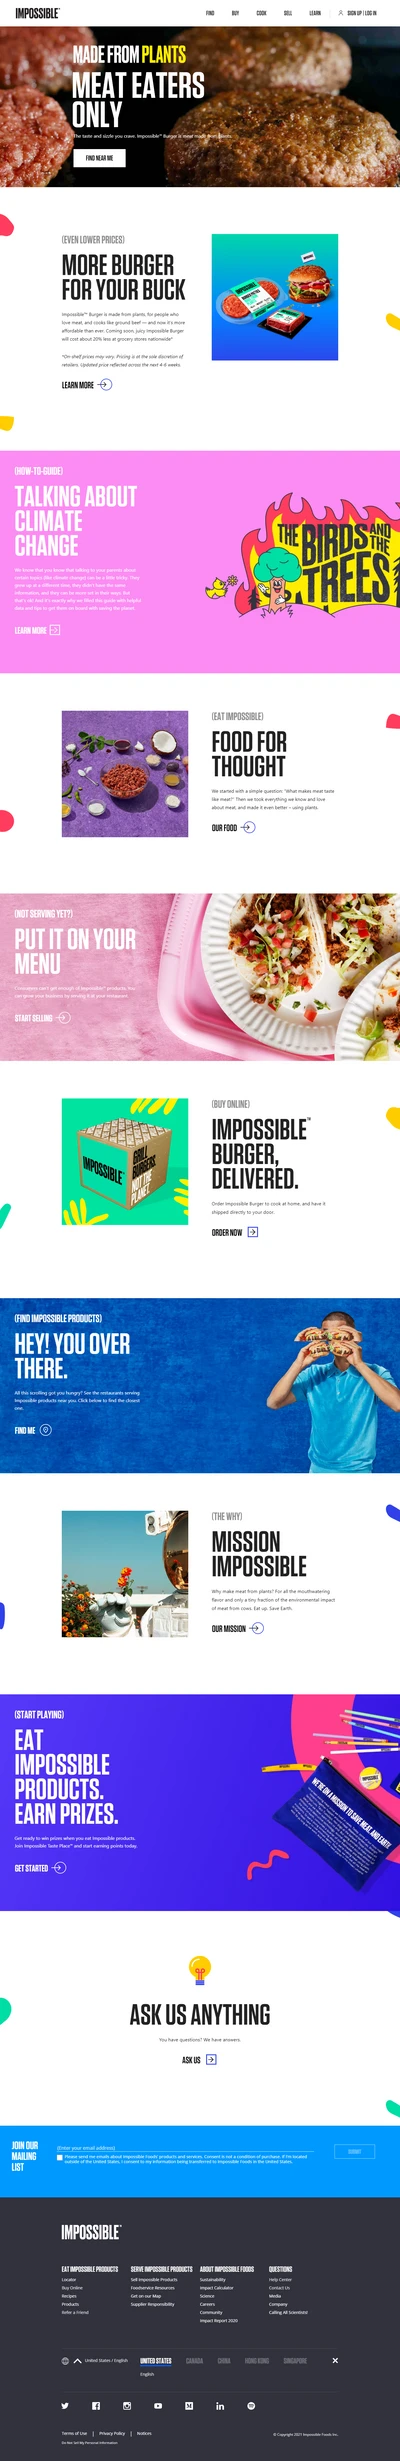 IMPOSSIBLE™
FIND BUY COOK SELL LEARN SIGN UP | LOG IN
MADE FROM PLANTS
MEAT EATERS
ONLY
The taste and sizzle you crave. Impossible™ Burger is meat made from plants.
FIND NEAR ME
(EVEN LOWER PRICES)
MORE BURGER
FOR YOUR BUCK
Impossible™ Burger is made from plants, for people who
love meat, and cooks like ground beef — and now it's more
affordable than ever. Coming soon, juicy Impossible Burger
will cost about 20% less at grocery stores nationwide*
*On-shelf prices may vary. Pricing is at the sole discretion of
retailers. Updated price reflected across the next 4-6 weeks.
LEARN MORE
(HOW-TO-GUIDE)
TALKING ABOUT
CLIMATE
CHANGE
We know that you know that talking to your parents about
certain topics (like climate change) can be a little tricky. They
grew up at a different time, they didn't have the same
information, and they can be more set in their ways. But
that's ok! And it's exactly why we filled this guide with helpful
data and tips to get them on board with saving the planet.
LEARN MORE
THE BIRDS AND THE
TREES
(EAT IMPOSSIBLE)
FOOD FOR
THOUGHT
We started with a simple question: "What makes meat taste
like meat?" Then we took everything we know and love
about meat, and made it even better – using plants.
OUR FOOD
(NOT SERVING YET?)
PUT IT ON YOUR
MENU
Customers can't get enough of Impossible™ products. You
can grow your business by serving it at your restaurant.
START SELLING
(BUY ONLINE)
IMPOSSIBLE™
BURGER,
DELIVERED.
Order Impossible Burger to cook at home, and have it
shipped directly to your door.
ORDER NOW
IMPOSSIBLE
GRILL
BURGERS.
SAVE THE
PLANET.
(FIND IMPOSSIBLE PRODUCTS)
HEY! YOU OVER
THERE.
All this scrolling got you hungry? See the restaurants serving
Impossible products near you. Click below to find the closest
one.
FIND ME
(THE WHY)
MISSION
IMPOSSIBLE
Why make meat from plants? For all the mouthwatering
flavor and only a tiny fraction of the environmental impact
of meat from cows. Eat up. Save Earth.
OUR MISSION
(START PLAYING)
EAT
IMPOSSIBLE
PRODUCTS.
EARN PRIZES.
Get ready to win prizes when you eat Impossible products.
Join Impossible Taste Place™ and start earning points today.
GET STARTED
IMPOSSIBLE
WE'RE ON A MISSION TO SAVE MEAT. AND EARTH.
ASK US ANYTHING
You have questions? We have answers.
ASK US
JOIN OUR
MAILING
LIST
(Enter your email address)
Please send me emails about Impossible Foods' products and services. Consent is not a condition of purchase. If I'm located
outside of the United States, I consent to my information being transferred to Impossible Foods in the United States.
SUBMIT
IMPOSSIBLE™
EAT IMPOSSIBLE PRODUCTS
Locator
Buy Online
Recipes
Products
Refer a Friend
SERVE IMPOSSIBLE PRODUCTS
Sell Impossible Products
Foodservice Resources
Get on our Map
Supplier Responsibility
ABOUT IMPOSSIBLE FOODS
Sustainability
Impact Calculator
Science
Careers
Community
Impact Report 2020
QUESTIONS
Help Center
Contact Us
Media
Company
Calling All Scientists!
United States / English
UNITED STATES CANADA CHINA HONG KONG SINGAPORE
English
Terms of Use | Privacy Policy | Notices
Do Not Sell My Personal Information
© Copyright 2021 Impossible Foods Inc.